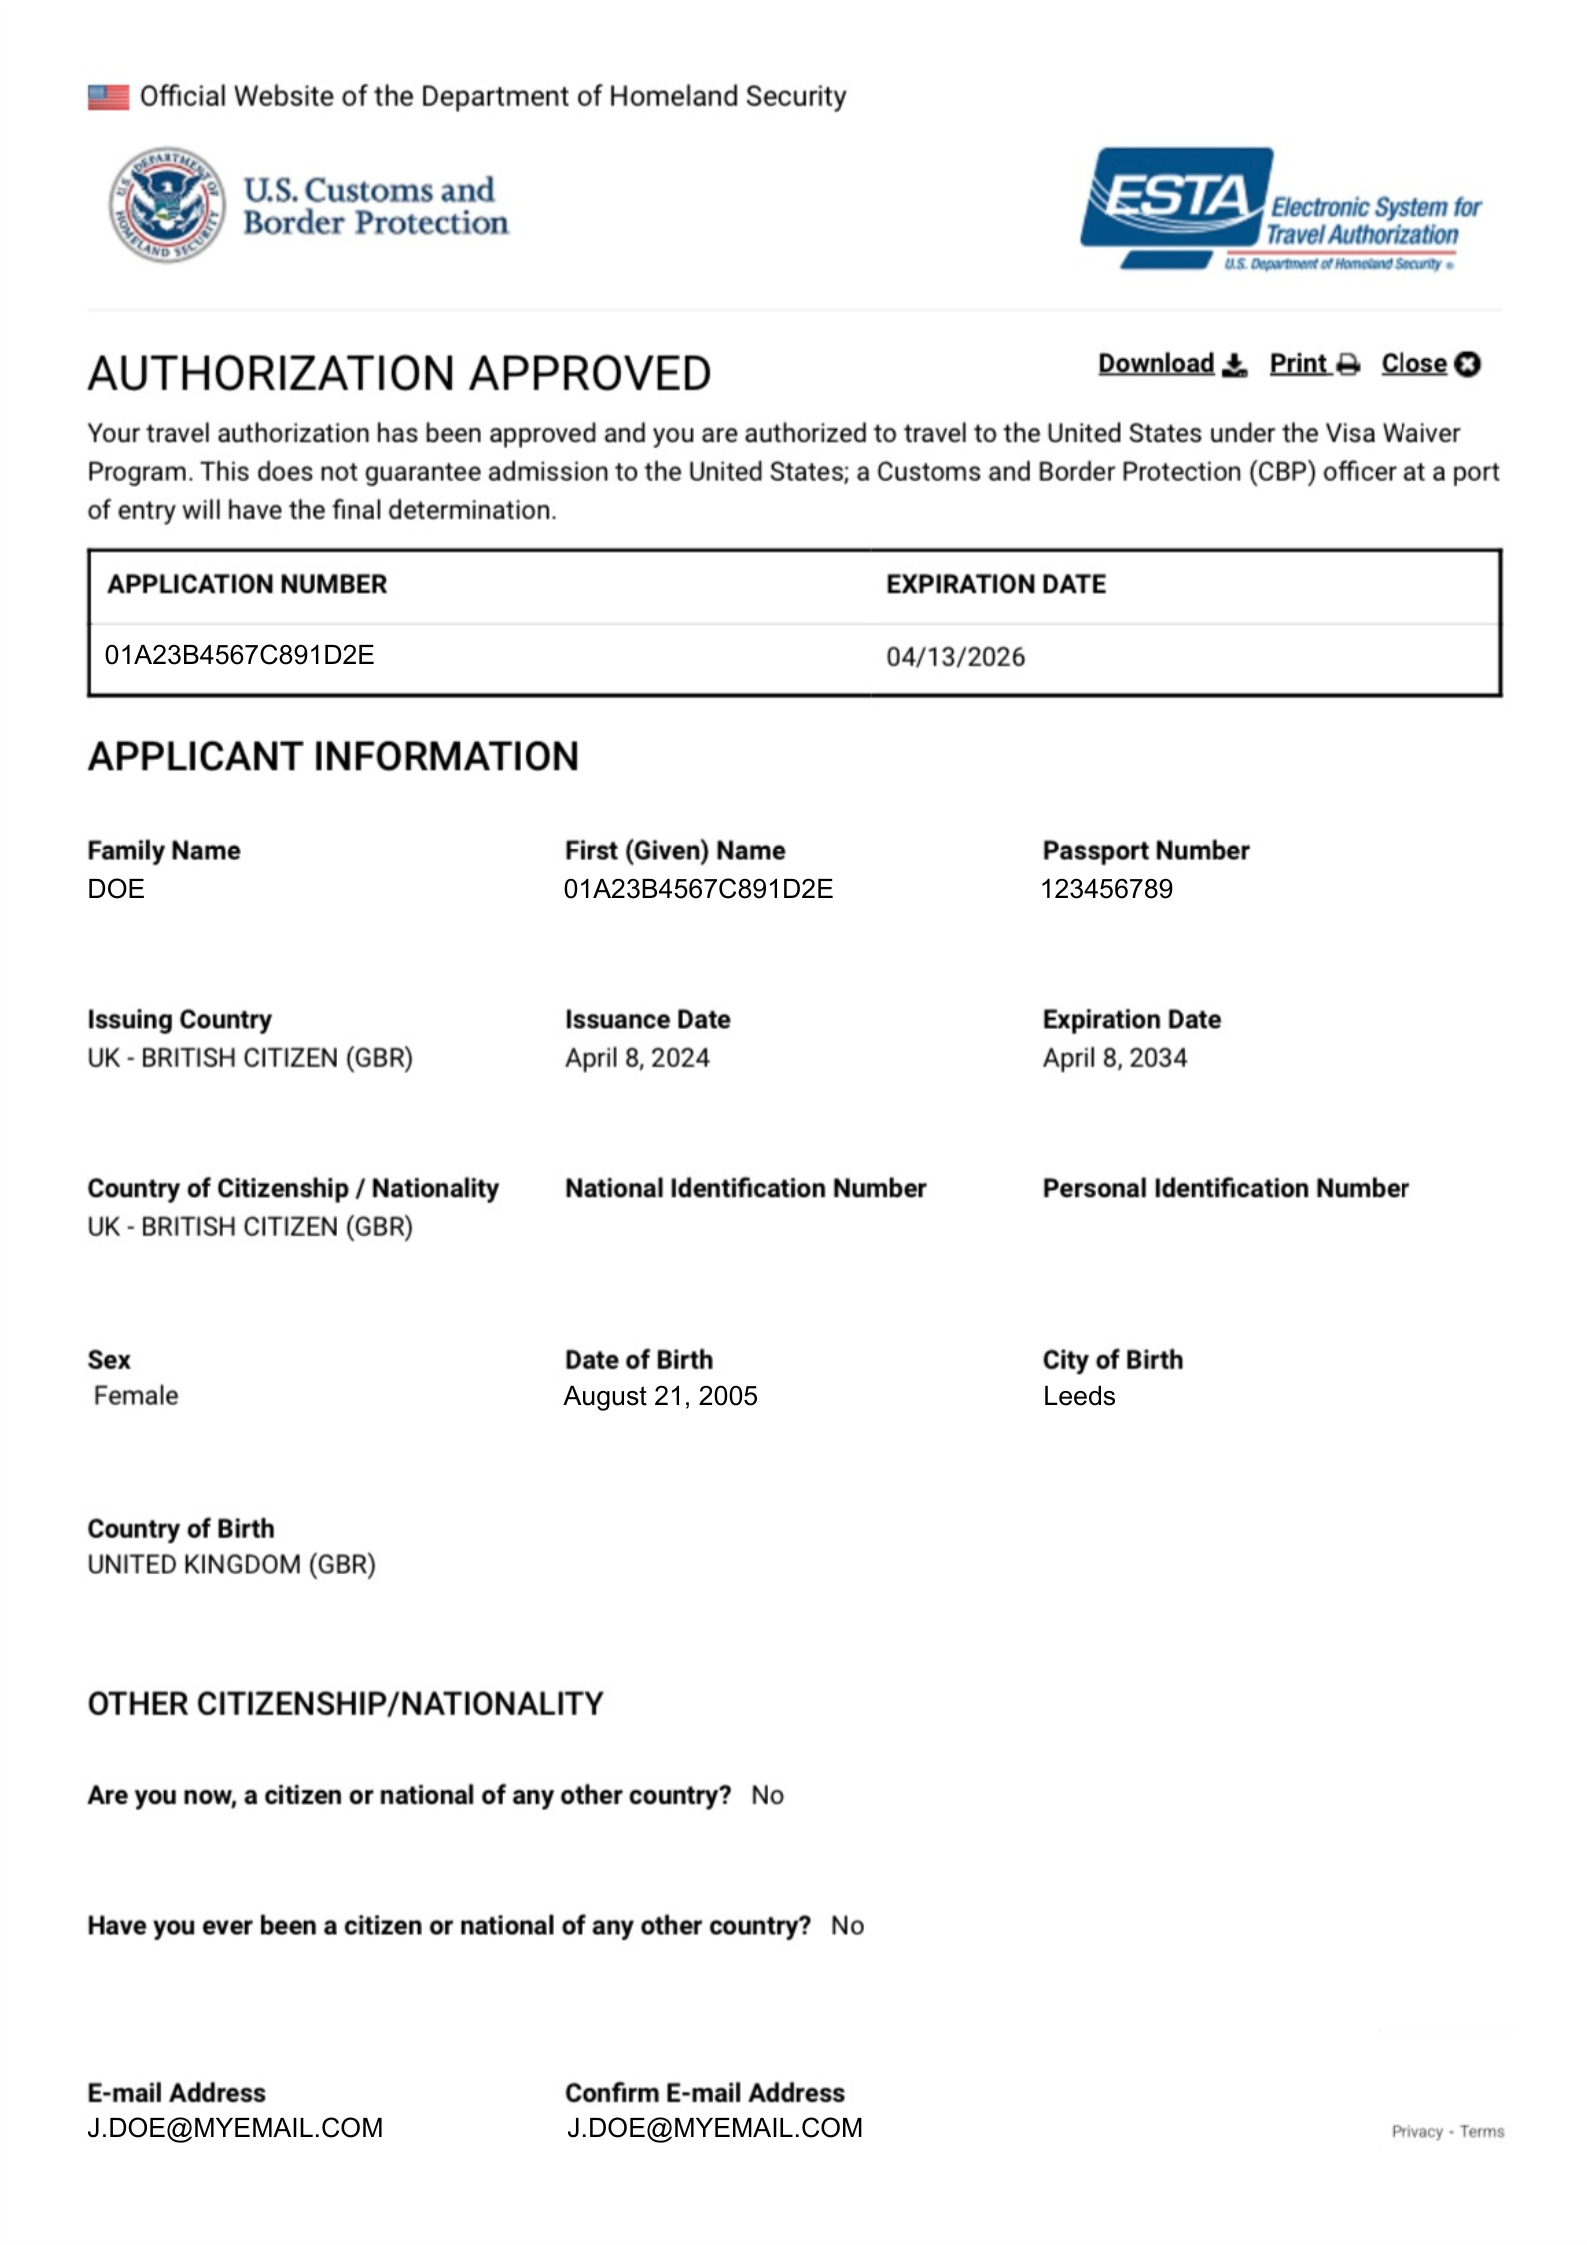 Official Website of the Department of Homeland Security
U.S. DEPARTMENT OF HOMELAND SECURITY
U.S. Customs and
Border Protection
ESTA
Electronic System for
Travel Authorization
U.S. Department of Homeland Security ®
AUTHORIZATION APPROVED
Download Print Close
Your travel authorization has been approved and you are authorized to travel to the United States under the Visa Waiver
Program. This does not guarantee admission to the United States; a Customs and Border Protection (CBP) officer at a port
of entry will have the final determination.
APPLICATION NUMBER EXPIRATION DATE
01A23B4567C891D2E 04/13/2026
APPLICANT INFORMATION
Family Name First (Given) Name Passport Number
DOE 01A23B4567C891D2E 123456789
Issuing Country Issuance Date Expiration Date
UK - BRITISH CITIZEN (GBR) April 8, 2024 April 8, 2034
Country of Citizenship / Nationality National Identification Number Personal Identification Number
UK - BRITISH CITIZEN (GBR)
Sex Date of Birth City of Birth
Female August 21, 2005 Leeds
Country of Birth
UNITED KINGDOM (GBR)
OTHER CITIZENSHIP/NATIONALITY
Are you now, a citizen or national of any other country? No
Have you ever been a citizen or national of any other country? No
E-mail Address Confirm E-mail Address
J.DOE@MYEMAIL.COM J.DOE@MYEMAIL.COM
Privacy - Terms